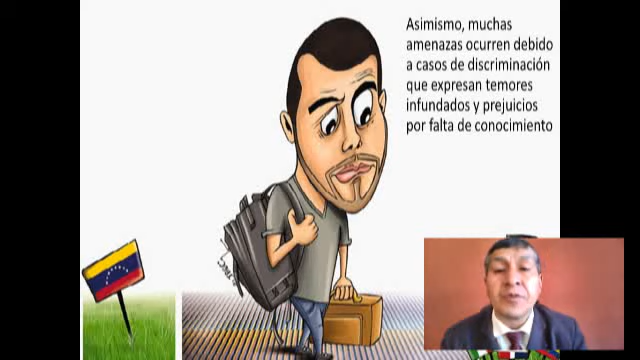 Asimismo, muchas
amenazas ocurren debido
a casos de discriminación
que expresan temores
infundados y prejuicios
por falta de conocimiento